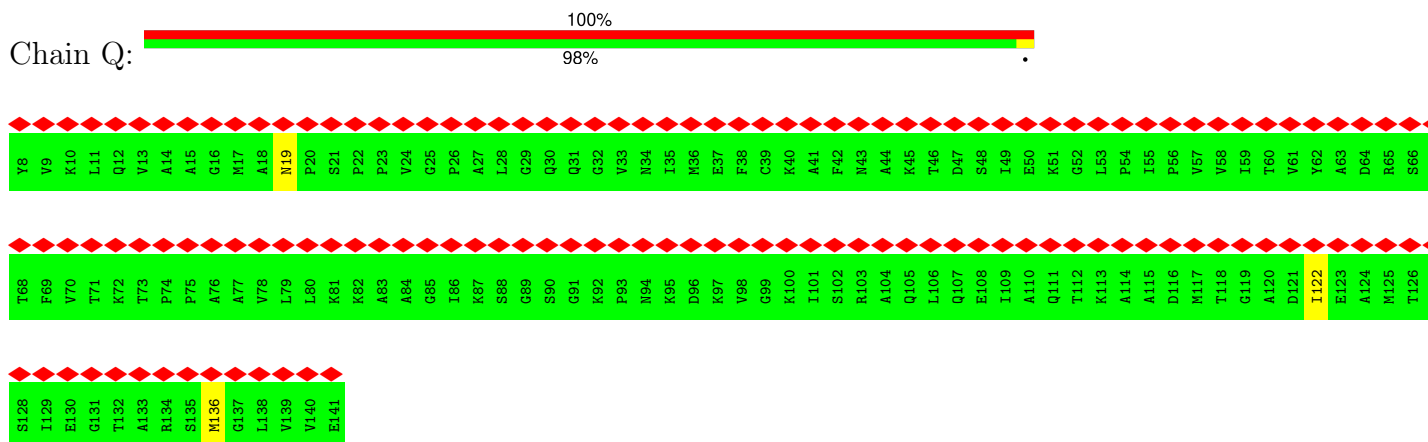 100%
Chain Q:
98%
•
Y8 V9 K10 L11 Q12 V13 A14 A15 G16 M17 A18 N19 P20 S21 P22 P23 V24 G25 P26 A27 L28 G29 Q30 Q31 G32 V33 N34 I35 M36 E37 F38 C39 K40 A41 F42 N43 A44 K45 T46 D47 S48 I49 E50 K51 G52 L53 P54 I55 P56 V57 V58 I59 T60 V61 Y62 A63 D64 R65 S66
T68 F69 V70 T71 K72 T73 P74 P75 A76 A77 V78 L79 L80 K81 K82 A83 A84 G85 I86 K87 S88 G89 S90 G91 K92 P93 N94 K95 D96 K97 V98 G99 K100 I101 S102 R103 A104 Q105 L106 Q107 E108 I109 A110 Q111 T112 K113 A114 A115 D116 M117 T118 G119 A120 D121 I122 E123 A124 M125 T126
S128 I129 E130 G131 T132 A133 R134 S135 M136 G137 L138 V139 V140 E141